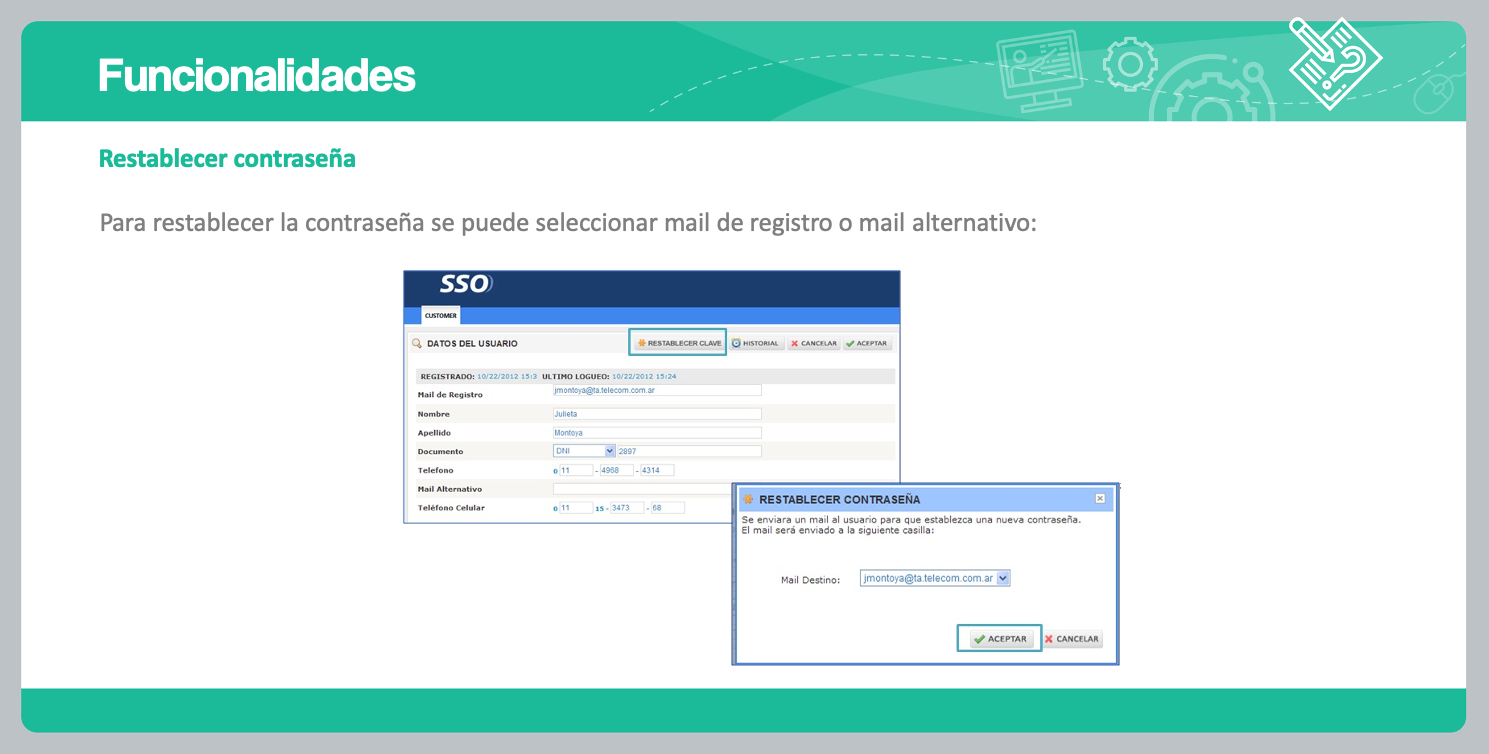 Funcionalidades
Restablecer contraseña
Para restablecer la contraseña se puede seleccionar mail de registro o mail alternativo:
SSO
CUSTOMER
DATOS DEL USUARIO
RESTABLECER CLAVE HISTORIAL CANCELAR ACEPTAR
REGISTRADO: 10/22/2012 15:3 ULTIMO LOGUEO: 10/22/2012 15:24
Mail de Registro jmontoya@ta.telecom.com.ar
Nombre Julieta
Apellido Montoya
Documento DNI 2897
Telefono 0 11 - 4968 - 4314
Mail Alternativo
Teléfono Celular 0 11 15 - 3473 - 68
RESTABLECER CONTRASEÑA
Se enviara un mail al usuario para que establezca una nueva contraseña.
El mail será enviado a la siguiente casilla:
Mail Destino: jmontoya@ta.telecom.com.ar
ACEPTAR CANCELAR